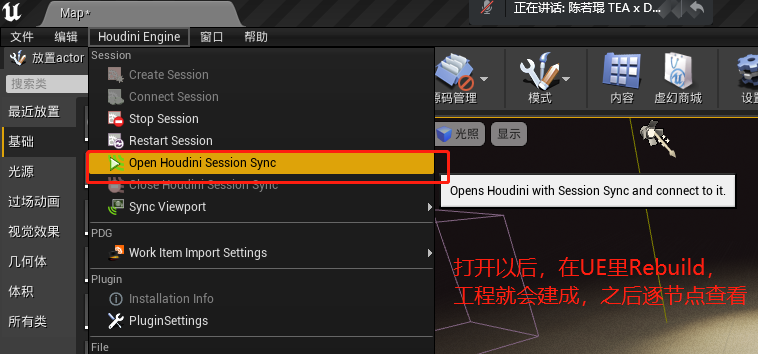 Map*
正在讲话: 陈若琨 TEA x D...
文件
编辑
Houdini Engine
窗口
帮助
放置actor
搜索类
最近放置
基础
光源
过场动画
视觉效果
几何体
体积
所有类
Session
Create Session
Connect Session
Stop Session
Restart Session
Open Houdini Session Sync
Close Houdini Session Sync
Sync Viewport
PDG
Work Item Import Settings
Plugin
Installation Info
PluginSettings
File
源码管理
模式
内容
虚幻商城
设置
光照
显示
Opens Houdini with Session Sync and connect to it.
打开以后，在UE里Rebuild，
工程就会建成，之后逐节点查看